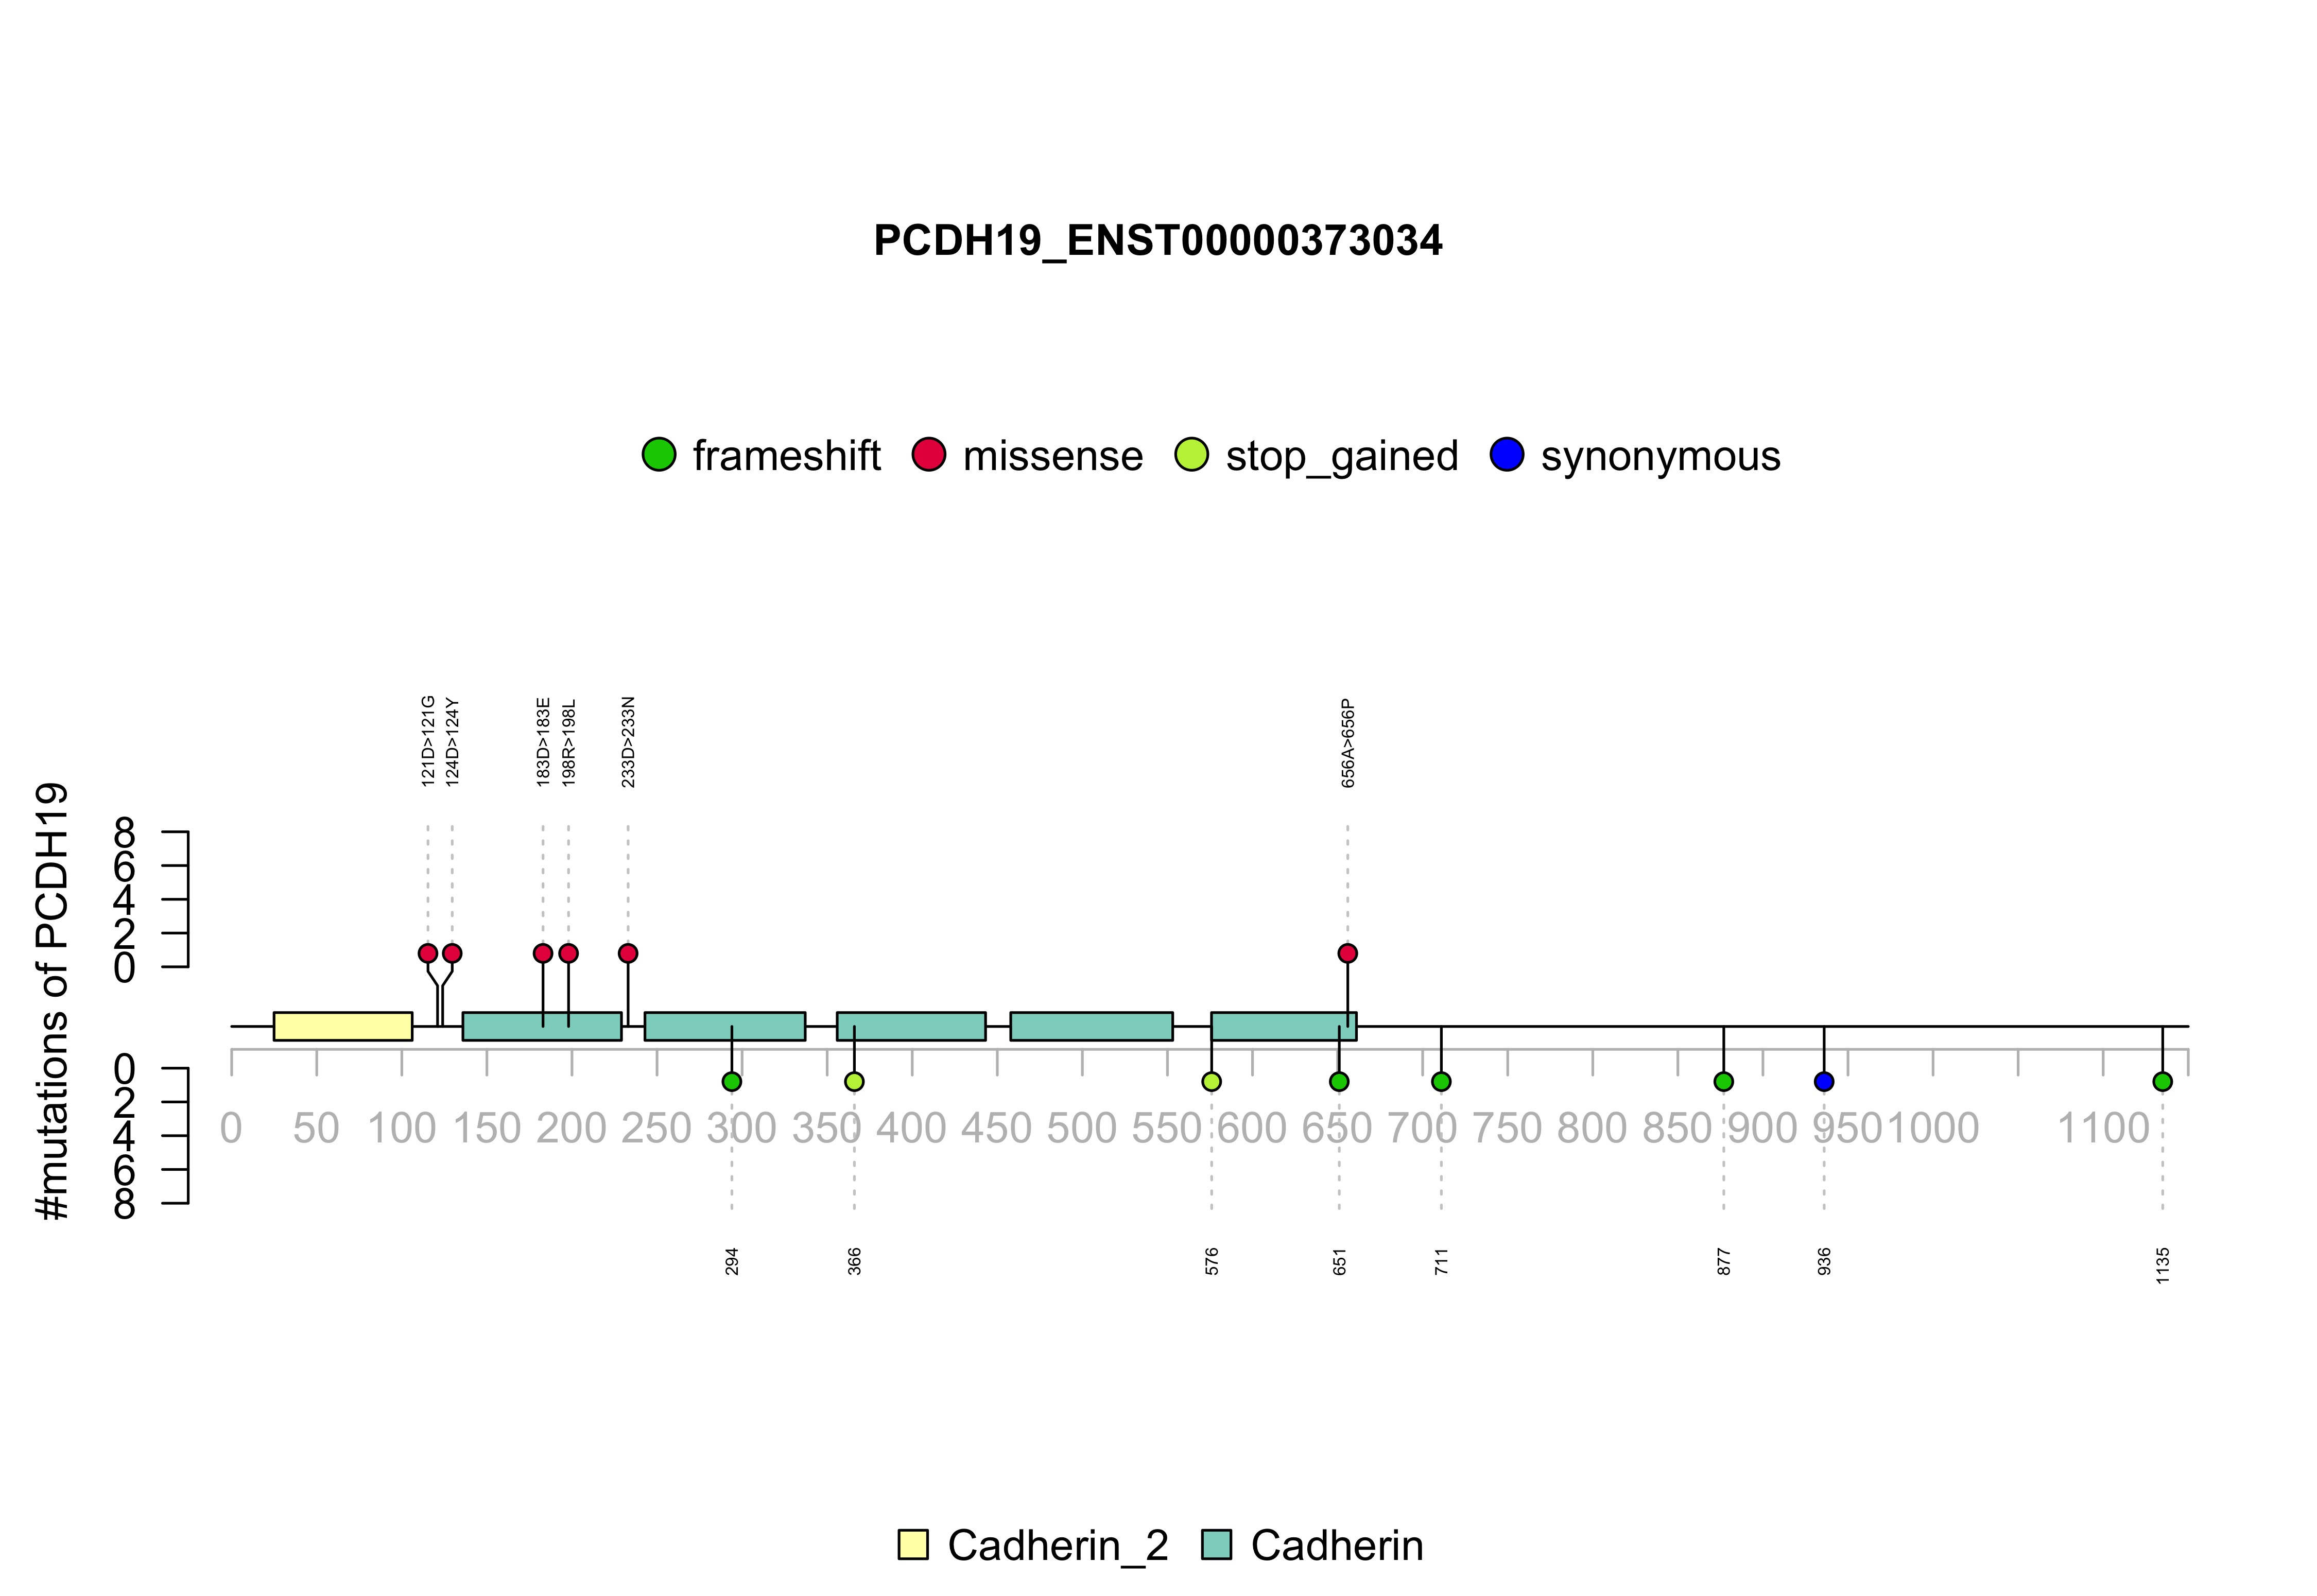 PCDH19_ENST00000373034
frameshift missense stop_gained synonymous
121D>121G
124D>124Y
183D>183E
198R>198L
233D>233N
656A>656P
#mutations of PCDH19
8
6
4
2
0
0
2
4
6
8
0 50 100 150 200 250 300 350 400 450 500 550 600 650 700 750 800 850 900 950 1000 1100
294
366
576
651
711
877
936
1135
Cadherin_2 Cadherin